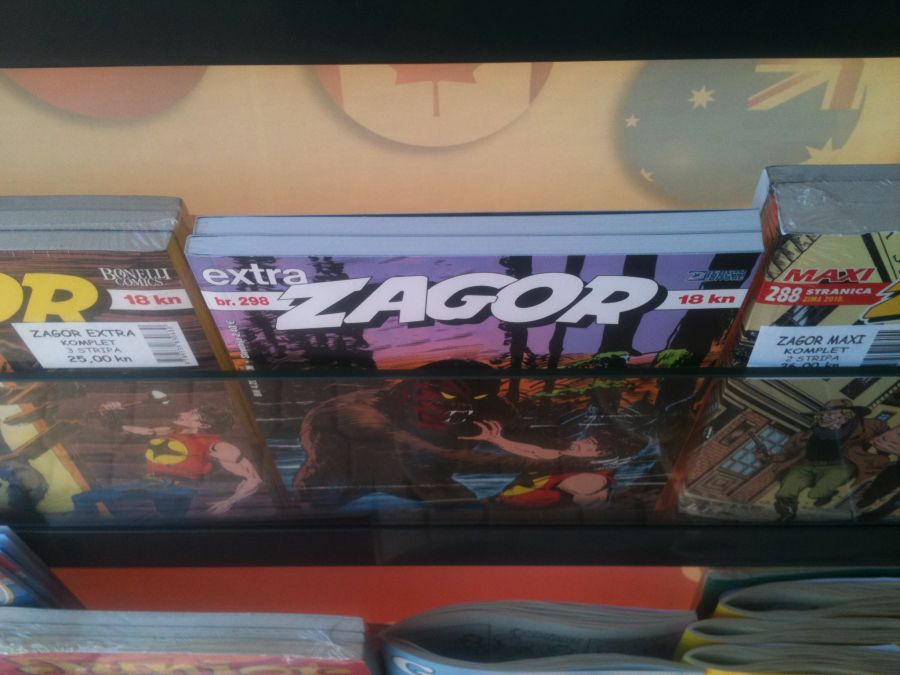 OR
BONELLI
COMICS
18 kn
ZAGOR EXTRA
KOMPLET
3 STRIPA
25,00 kn
extra
br. 298
ZAGOR
18 kn
MAXI
288 STRANICA
ZIMA 2018.
ZAGOR MAXI
KOMPLET
2 STRIPA